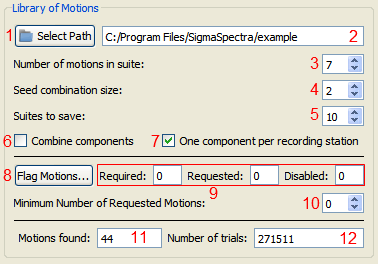 Library of Motions
1 Select Path C:/Program Files/SigmaSpectra/example 2
Number of motions in suite: 3 7
Seed combination size: 4 2
Suites to save: 5 10
6 Combine components 7 One component per recording station
8 Flag Motions... Required: 0 Requested: 0 Disabled: 0
9
Minimum Number of Requested Motions: 10 0
Motions found: 44 11 Number of trials: 271511 12